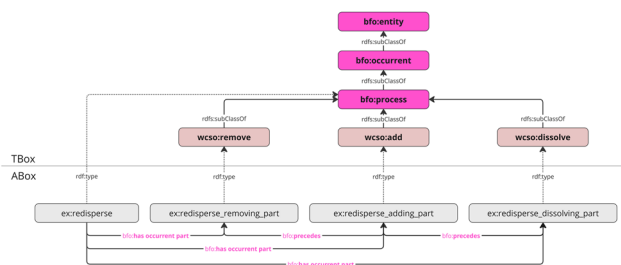 bfo:entity
rdfs:subClassOf
bfo:occurrent
rdfs:subClassOf
bfo:process
rdfs:subClassOf rdfs:subClassOf rdfs:subClassOf
wcso:remove wcso:add wcso:dissolve
TBox
ABox
rdf:type rdf:type rdf:type rdf:type
ex:redisperse ex:redisperse_removing_part ex:redisperse_adding_part ex:redisperse_dissolving_part
bfo:has occurrent part bfo:precedes bfo:precedes
bfo:has occurrent part
bfo:has occurrent part